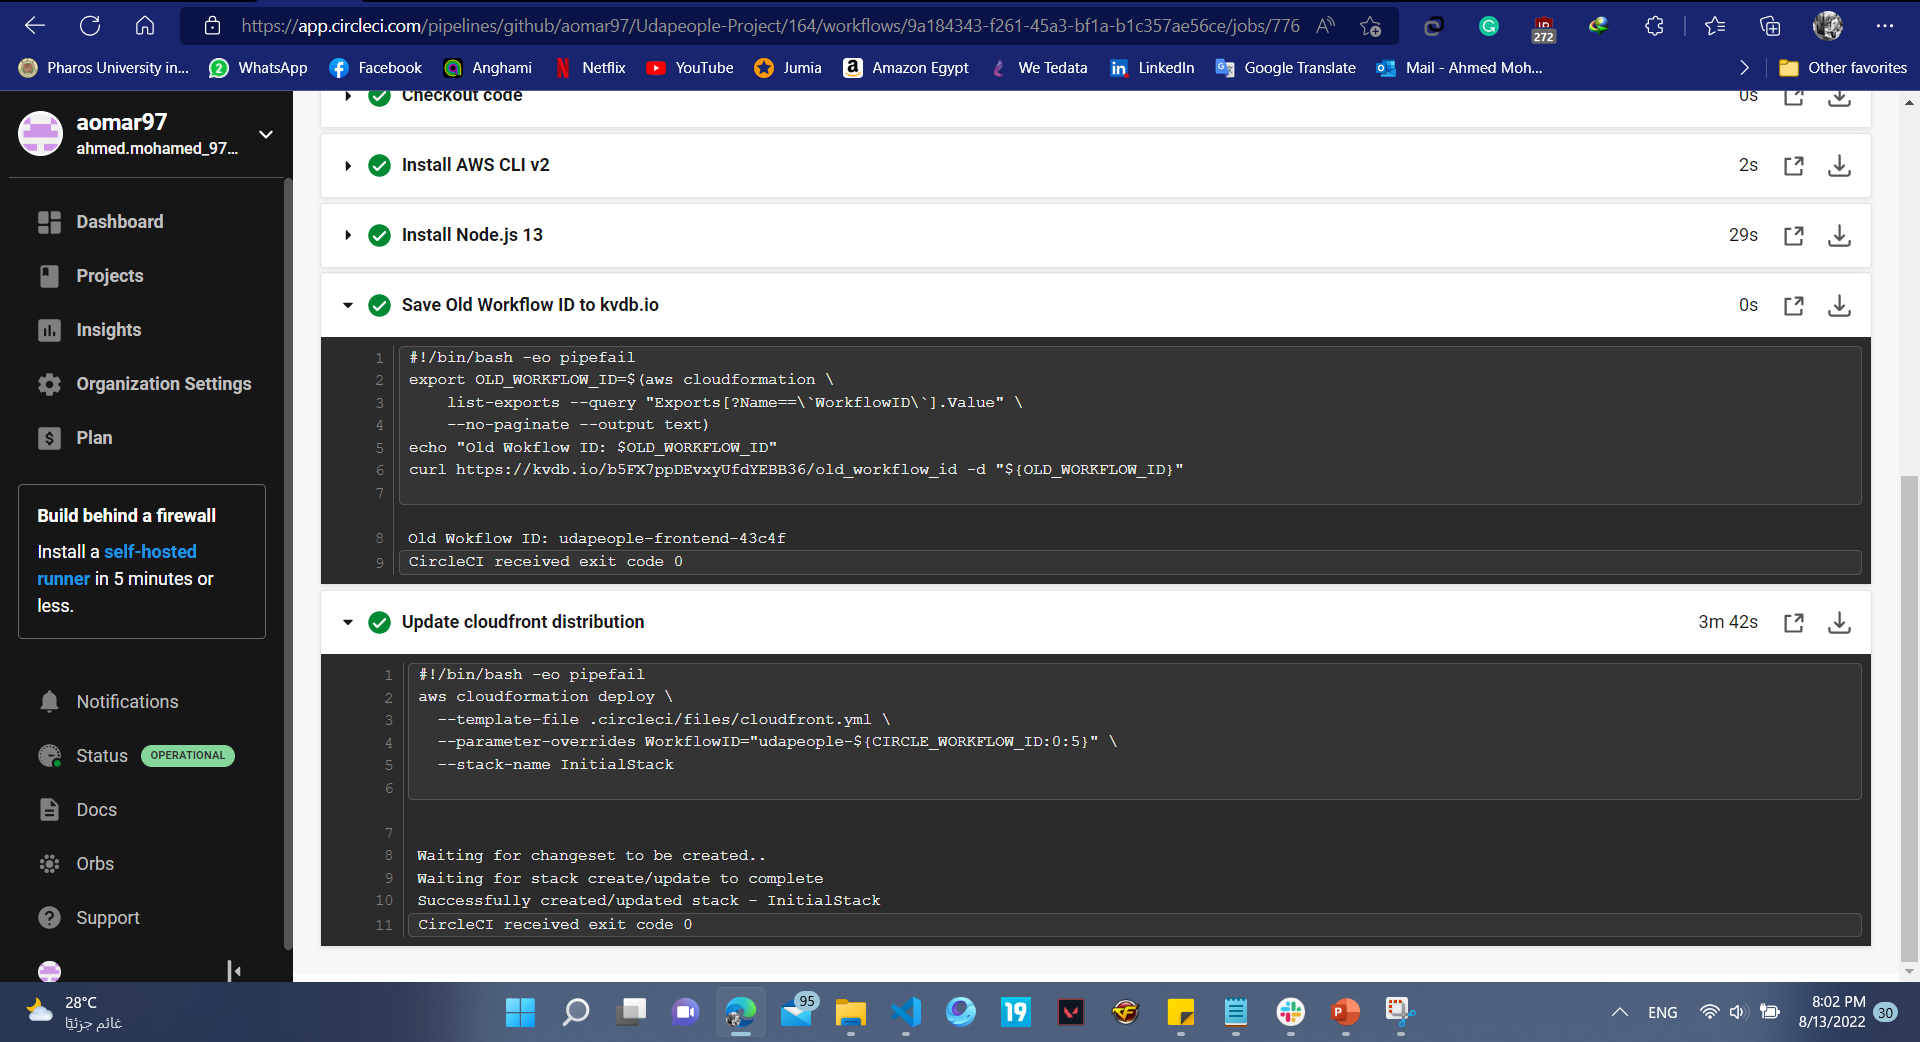 https://app.circleci.com/pipelines/github/aomar97/Udapeople-Project/164/workflows/9a184343-f261-45a3-bf1a-b1c357ae56ce/jobs/776
272
Pharos University in...
WhatsApp
Facebook
Anghami
Netflix
YouTube
Jumia
Amazon Egypt
We Tedata
LinkedIn
Google Translate
Mail - Ahmed Moh...
Other favorites
aomar97
ahmed.mohamed_97...
Dashboard
Projects
Insights
Organization Settings
Plan
Build behind a firewall
Install a self-hosted
runner in 5 minutes or
less.
Notifications
Status OPERATIONAL
Docs
Orbs
Support
Checkout code 0s
Install AWS CLI v2 2s
Install Node.js 13 29s
Save Old Workflow ID to kvdb.io 0s
1 #!/bin/bash -eo pipefail
2 export OLD_WORKFLOW_ID=$(aws cloudformation \
3 list-exports --query "Exports[?Name==\`WorkflowID\`].Value" \
4 --no-paginate --output text)
5 echo "Old Wokflow ID: $OLD_WORKFLOW_ID"
6 curl https://kvdb.io/b5FX7ppDEvxyUfdYEBB36/old_workflow_id -d "${OLD_WORKFLOW_ID}"
7
8 Old Wokflow ID: udapeople-frontend-43c4f
9 CircleCI received exit code 0
Update cloudfront distribution 3m 42s
1 #!/bin/bash -eo pipefail
2 aws cloudformation deploy \
3 --template-file .circleci/files/cloudfront.yml \
4 --parameter-overrides WorkflowID="udapeople-${CIRCLE_WORKFLOW_ID:0:5}" \
5 --stack-name InitialStack
6
7
8 Waiting for changeset to be created..
9 Waiting for stack create/update to complete
10 Successfully created/updated stack - InitialStack
11 CircleCI received exit code 0
28°C
غائم جزئيًا
95
19
ENG
8:02 PM
8/13/2022
30